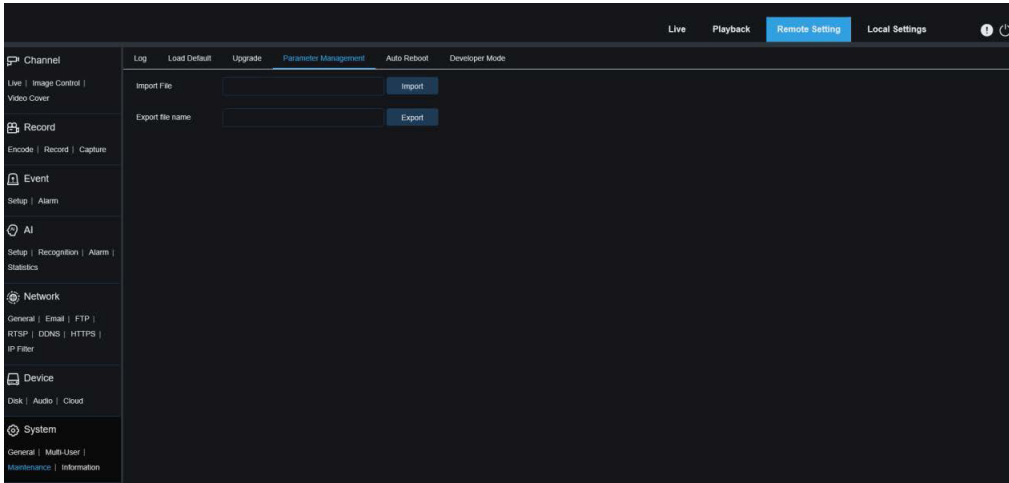 Live Playback Remote Setting Local Settings
Channel
Live | Image Control |
Video Cover
Record
Encode | Record | Capture
Event
Setup | Alarm
AI
Setup | Recognition | Alarm |
Statistics
Network
General | Email | FTP |
RTSP | DDNS | HTTPS |
IP Filter
Device
Disk | Audio | Cloud
System
General | Multi-User |
Maintenance | Information
Log Load Default Upgrade Parameter Management Auto Reboot Developer Mode
Import File Import
Export file name Export